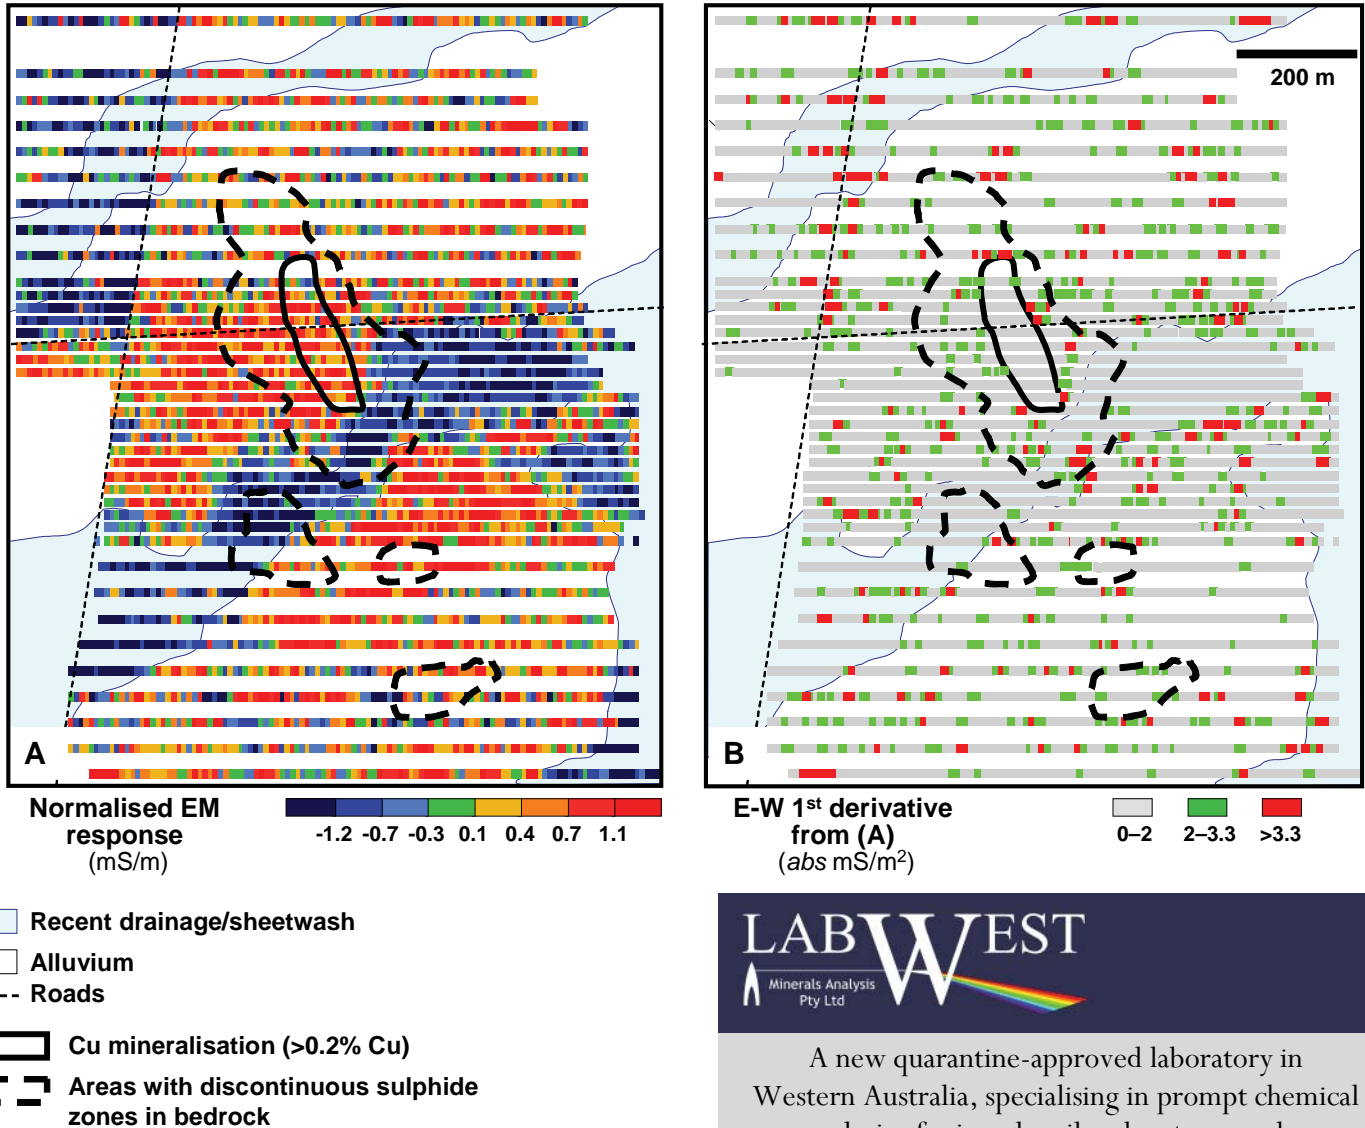 200 m
A
B
Normalised EM
response
(mS/m)
-1.2 -0.7 -0.3 0.1 0.4 0.7 1.1
E-W 1st derivative
from (A)
(abs mS/m2)
0–2 2–3.3 >3.3
Recent drainage/sheetwash
Alluvium
Roads
Cu mineralisation (>0.2% Cu)
Areas with discontinuous sulphide
zones in bedrock
LABWEST
Minerals Analysis
Pty Ltd
A new quarantine-approved laboratory in
Western Australia, specialising in prompt chemical